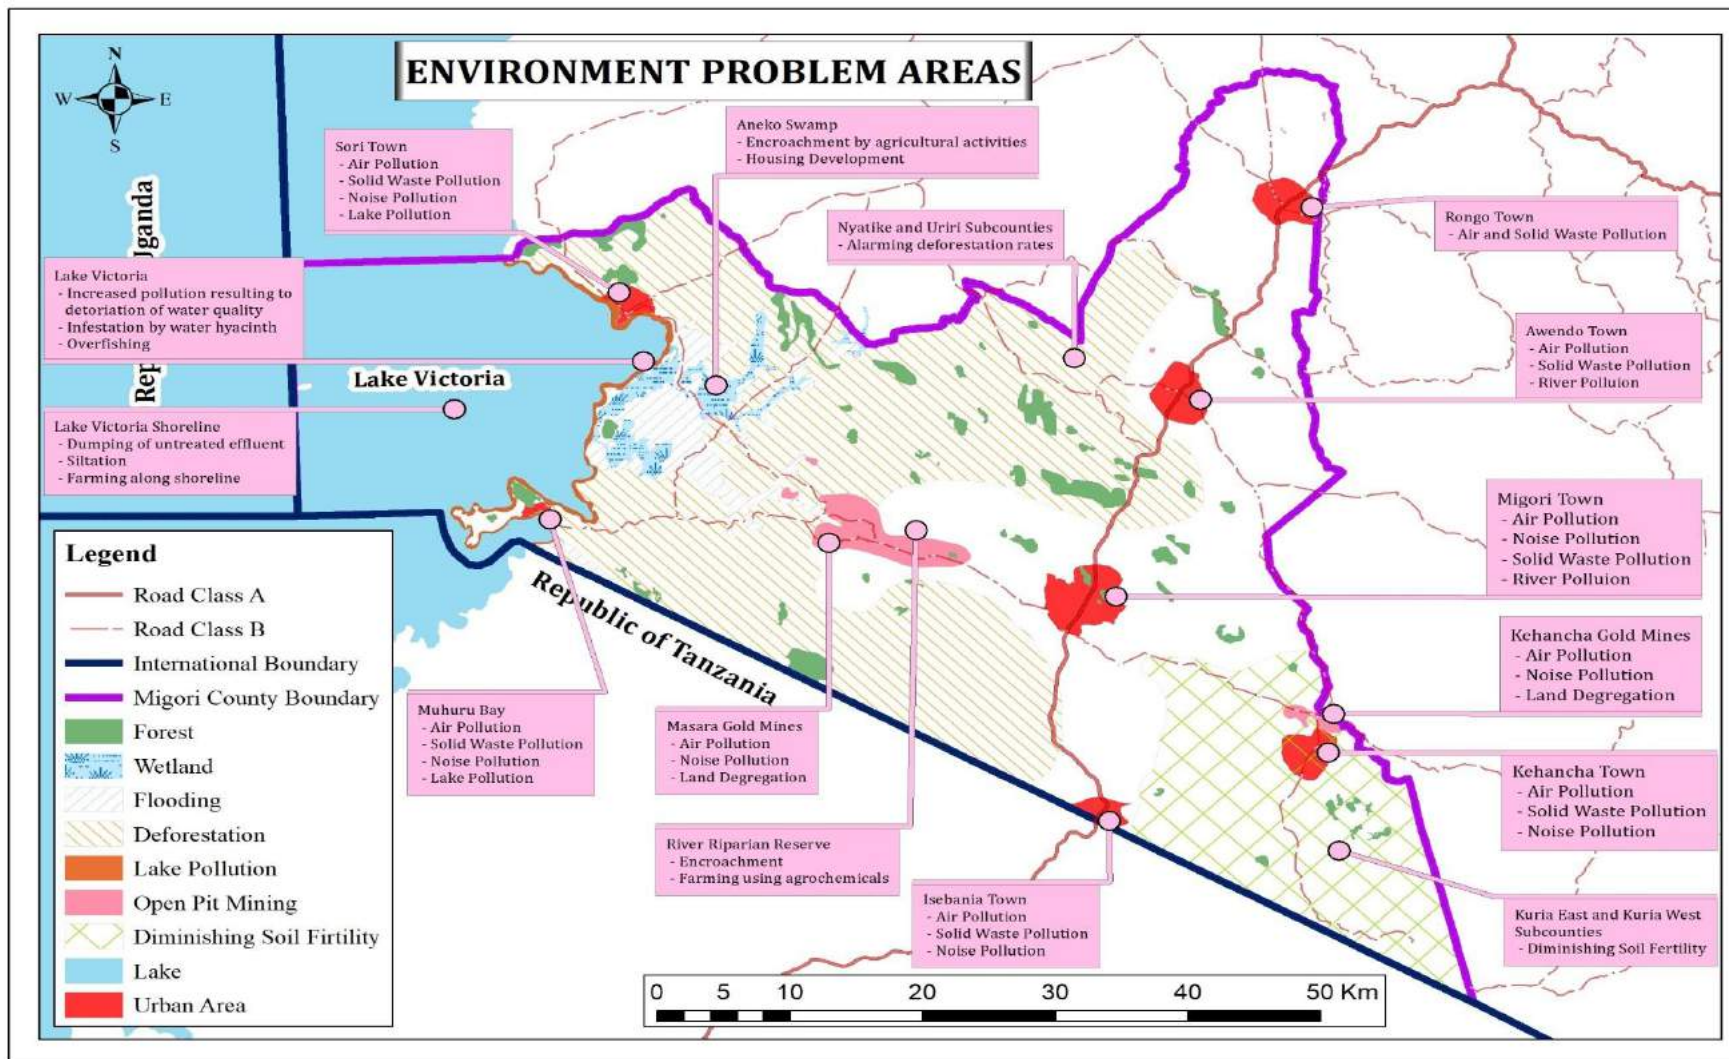 ENVIRONMENT PROBLEM AREAS
N
W
E
S
Sori Town
- Air Pollution
- Solid Waste Pollution
- Noise Pollution
- Lake Pollution
Aneko Swamp
- Encroachment by agricultural activities
- Housing Development
Nyatike and Uriri Subcounties
- Alarming deforestation rates
Rongo Town
- Air and Solid Waste Pollution
Lake Victoria
- Increased pollution resulting to
detoriation of water quality
- Infestation by water hyacinth
- Overfishing
Rep
Uganda
Lake Victoria
Awendo Town
- Air Pollution
- Solid Waste Pollution
- River Polluion
Lake Victoria Shoreline
- Dumping of untreated effluent
- Siltation
- Farming along shoreline
Migori Town
- Air Pollution
- Noise Pollution
- Solid Waste Pollution
- River Polluion
Republic of Tanzania
Kehancha Gold Mines
- Air Pollution
- Noise Pollution
- Land Degregation
Muhuru Bay
- Air Pollution
- Solid Waste Pollution
- Noise Pollution
- Lake Pollution
Masara Gold Mines
- Air Pollution
- Noise Pollution
- Land Degregation
Kehancha Town
- Air Pollution
- Solid Waste Pollution
- Noise Pollution
River Riparian Reserve
- Encroachment
- Farming using agrochemicals
Isebania Town
- Air Pollution
- Solid Waste Pollution
- Noise Pollution
Kuria East and Kuria West
Subcounties
- Diminishing Soil Fertility
Legend
Road Class A
Road Class B
International Boundary
Migori County Boundary
Forest
Wetland
Flooding
Deforestation
Lake Pollution
Open Pit Mining
Diminishing Soil Firtility
Lake
Urban Area
0 5 10 20 30 40 50 Km